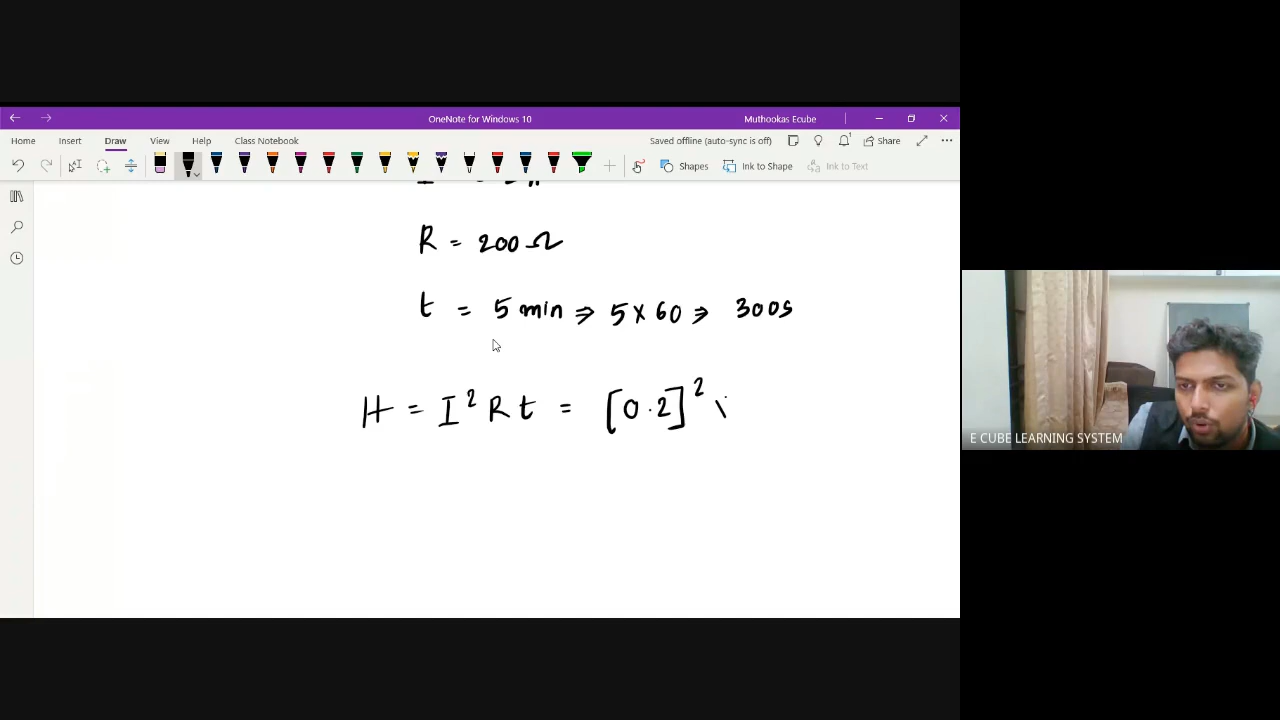 OneNote for Windows 10
Muthookas Ecube
Home Insert Draw View Help Class Notebook
Saved offline (auto-sync is off) Share
Shapes Ink to Shape Ink to Text
R = 200 Ω
t = 5 min ⇒ 5 X 60 ⇒ 300s
H = I² R t = [0.2]²
E CUBE LEARNING SYSTEM